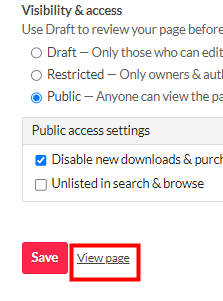 Visibility & access
Use Draft to review your page before
Draft — Only those who can edit
Restricted — Only owners & aut
Public — Anyone can view the pa
Public access settings
Disable new downloads & purch
Unlisted in search & browse
Save View page